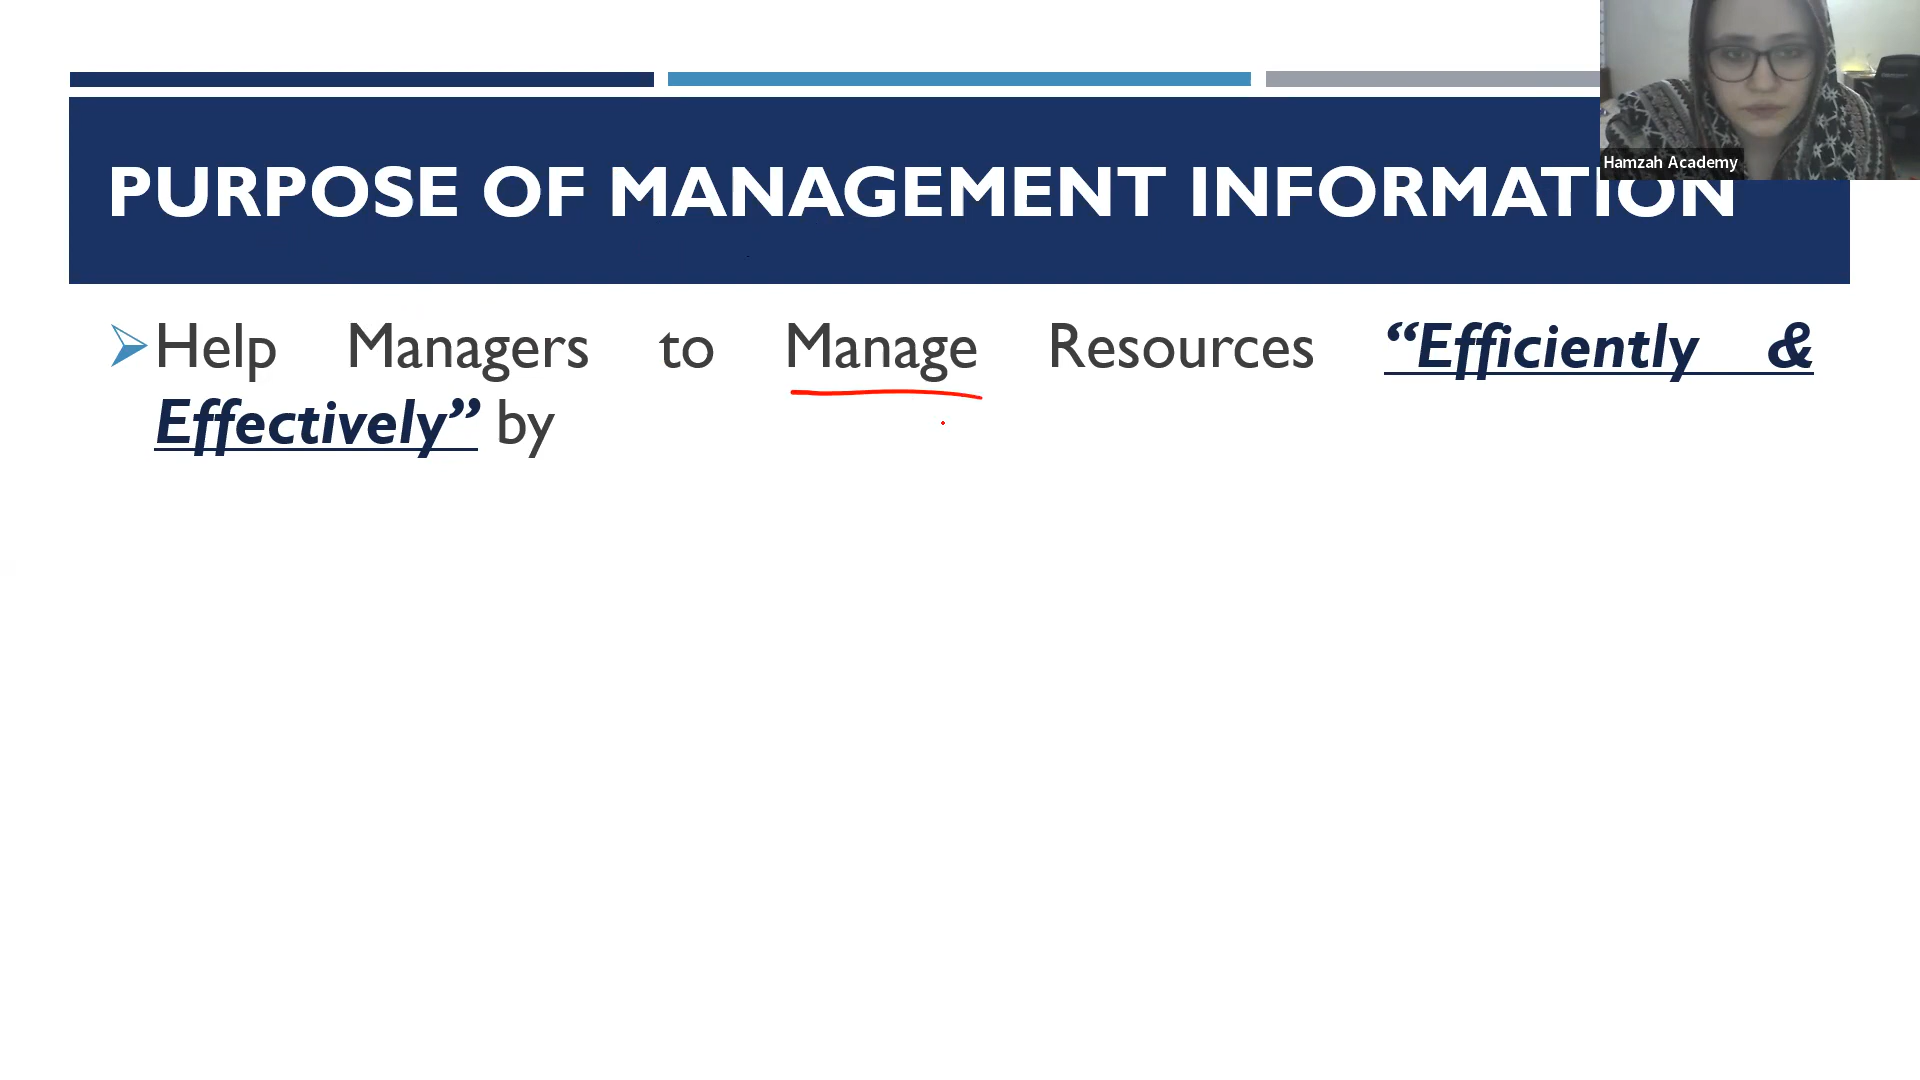 PURPOSE OF MANAGEMENT INFORMATION
Hamzah Academy
Help Managers to Manage Resources “Efficiently &
Effectively” by